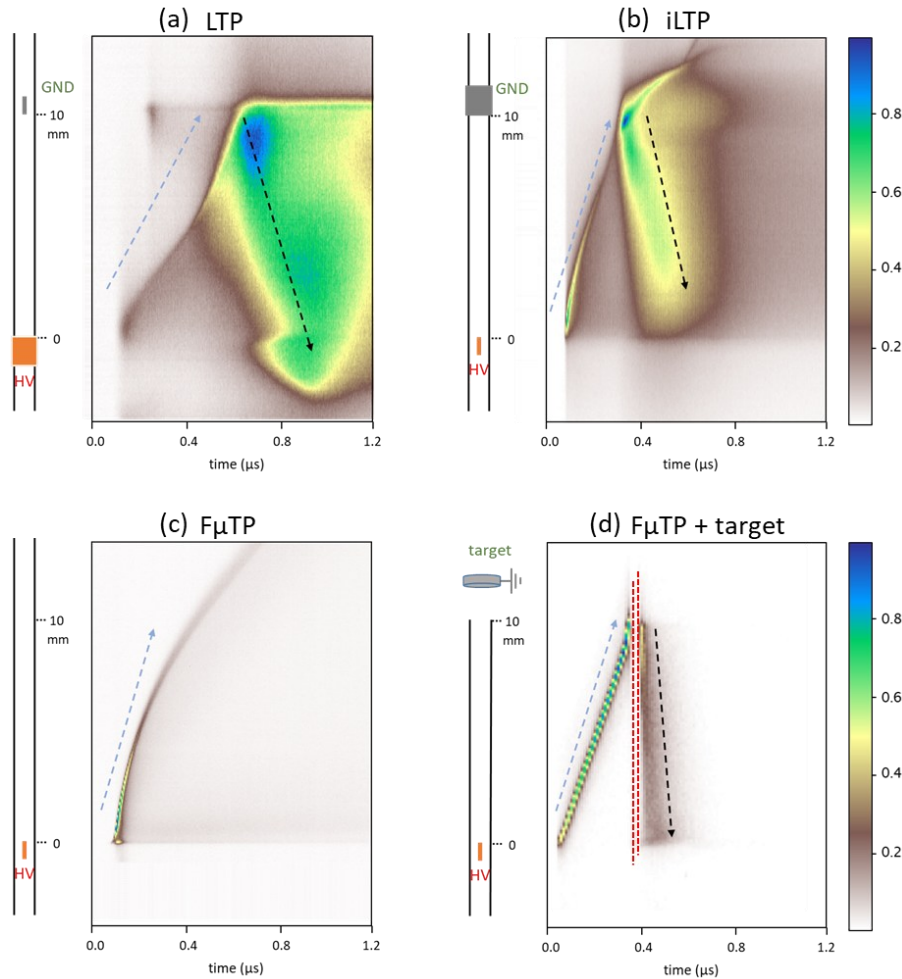 (a) LTP
GND
10
mm
0
HV
0.0 0.4 0.8 1.2
time (μs)
(b) iLTP
GND
10
mm
0
HV
0.0 0.4 0.8 1.2
time (μs)
0.8
0.6
0.4
0.2
(c) FμTP
10
mm
0
HV
0.0 0.4 0.8 1.2
time (μs)
(d) FμTP + target
target
10
mm
0
HV
0.0 0.4 0.8 1.2
time (μs)
0.8
0.6
0.4
0.2